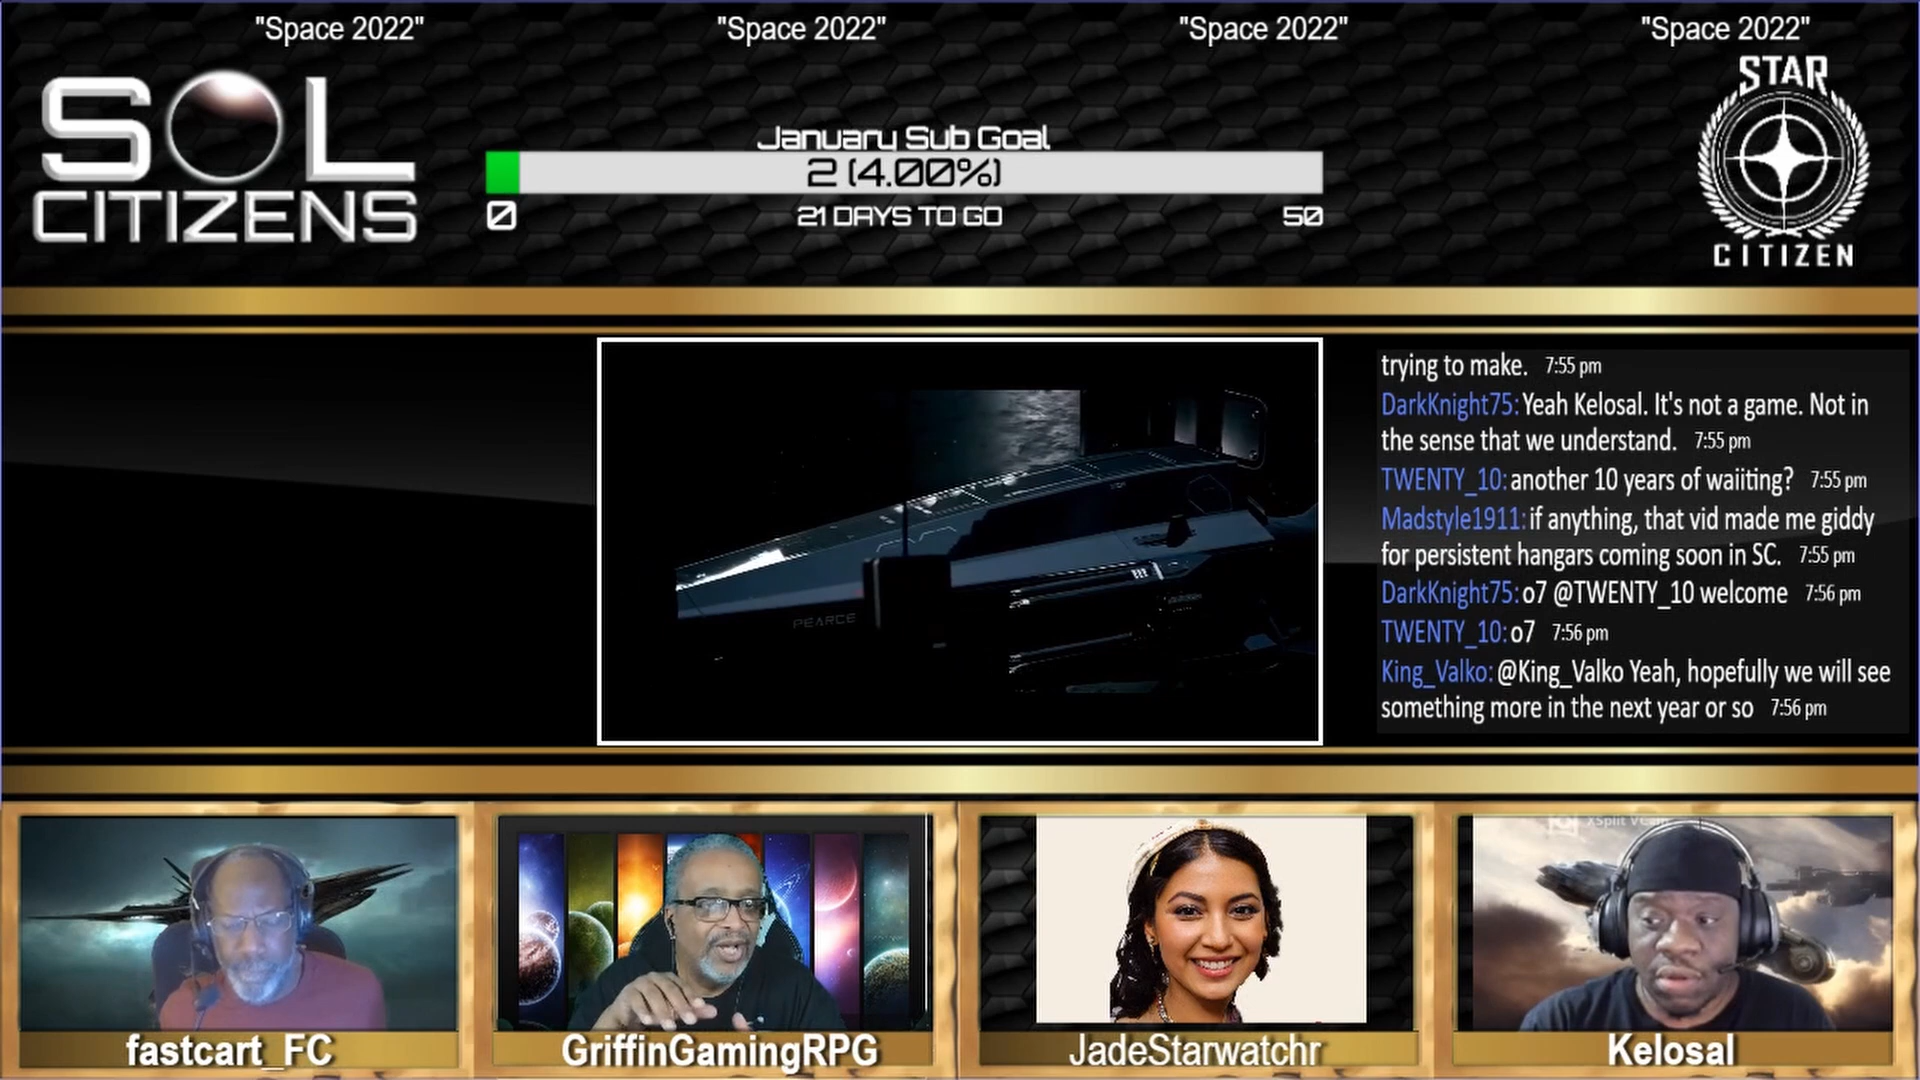 "Space 2022" "Space 2022" "Space 2022" "Space 2022"
SOL
CITIZENS
January Sub Goal
2 (4.00%)
0 21 DAYS TO GO 50
STAR
CITIZEN
trying to make. 7:55 pm
DarkKnight75: Yeah Kelosal. It's not a game. Not in
the sense that we understand. 7:55 pm
TWENTY_10: another 10 years of waiiting? 7:55 pm
Madstyle1911: if anything, that vid made me giddy
for persistent hangars coming soon in SC. 7:55 pm
DarkKnight75: o7 @TWENTY_10 welcome 7:56 pm
TWENTY_10: o7 7:56 pm
King_Valko: @King_Valko Yeah, hopefully we will see
something more in the next year or so 7:56 pm
PEARCE
XSplit VCam
fastcart_FC
GriffinGamingRPG
JadeStarwatchr
Kelosal